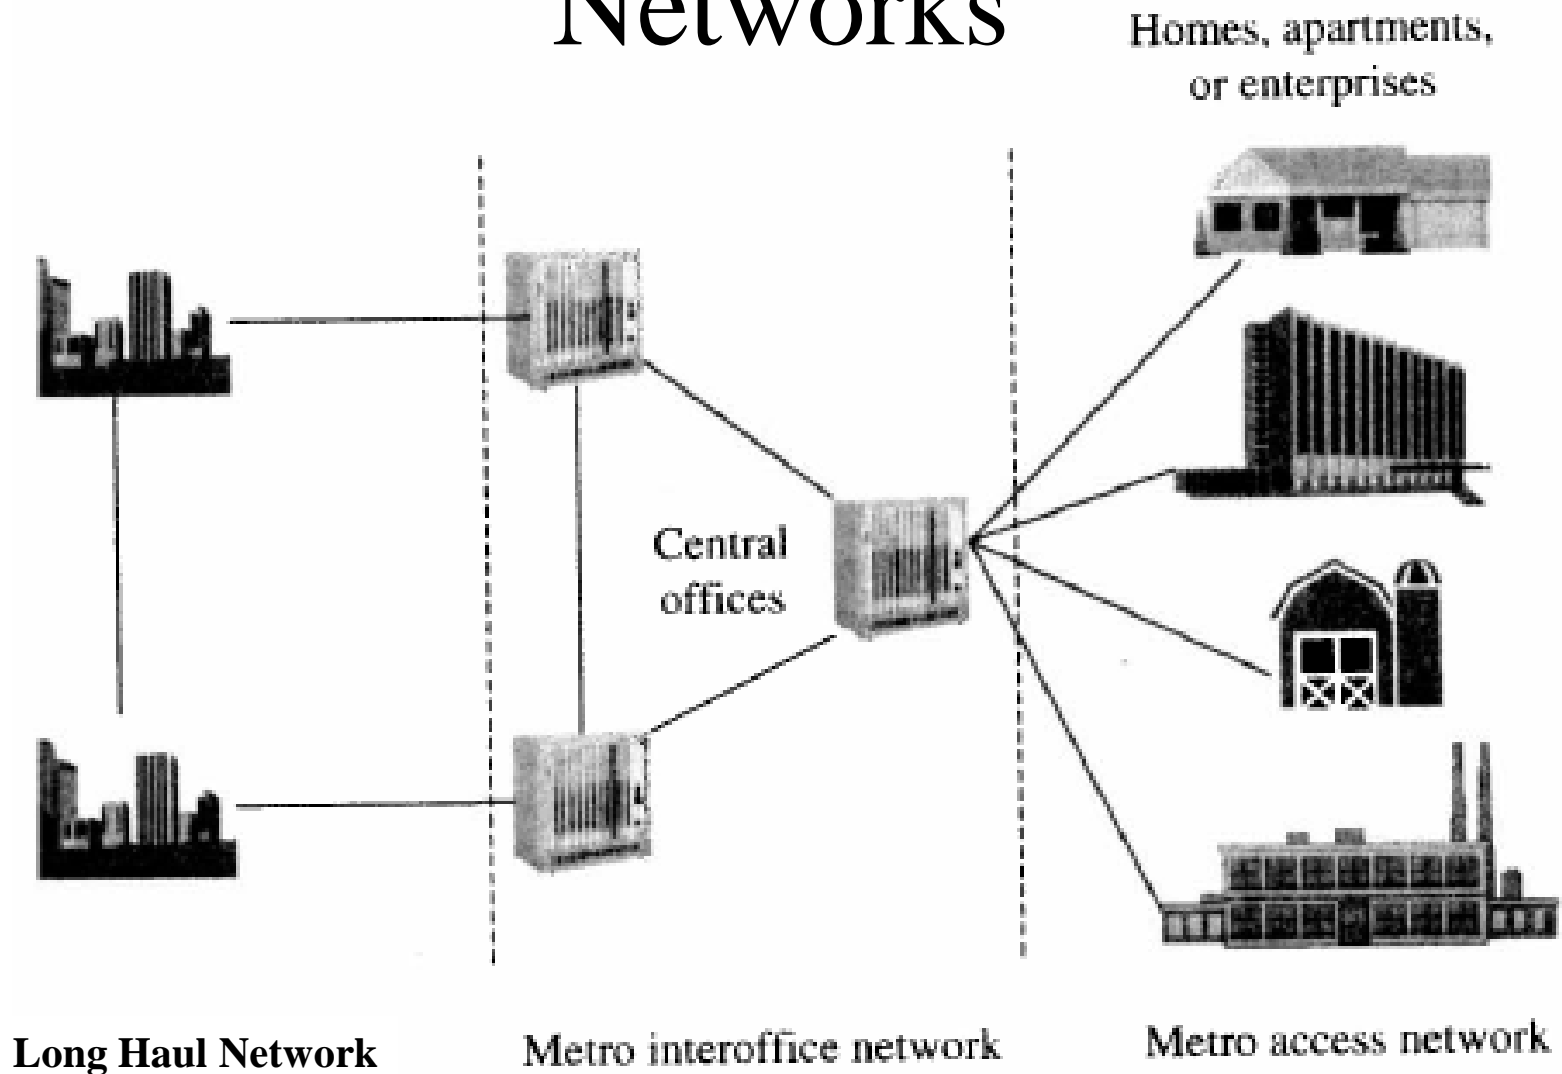 Networks
Homes, apartments,
or enterprises
Central
offices
Long Haul Network
Metro interoffice network
Metro access network